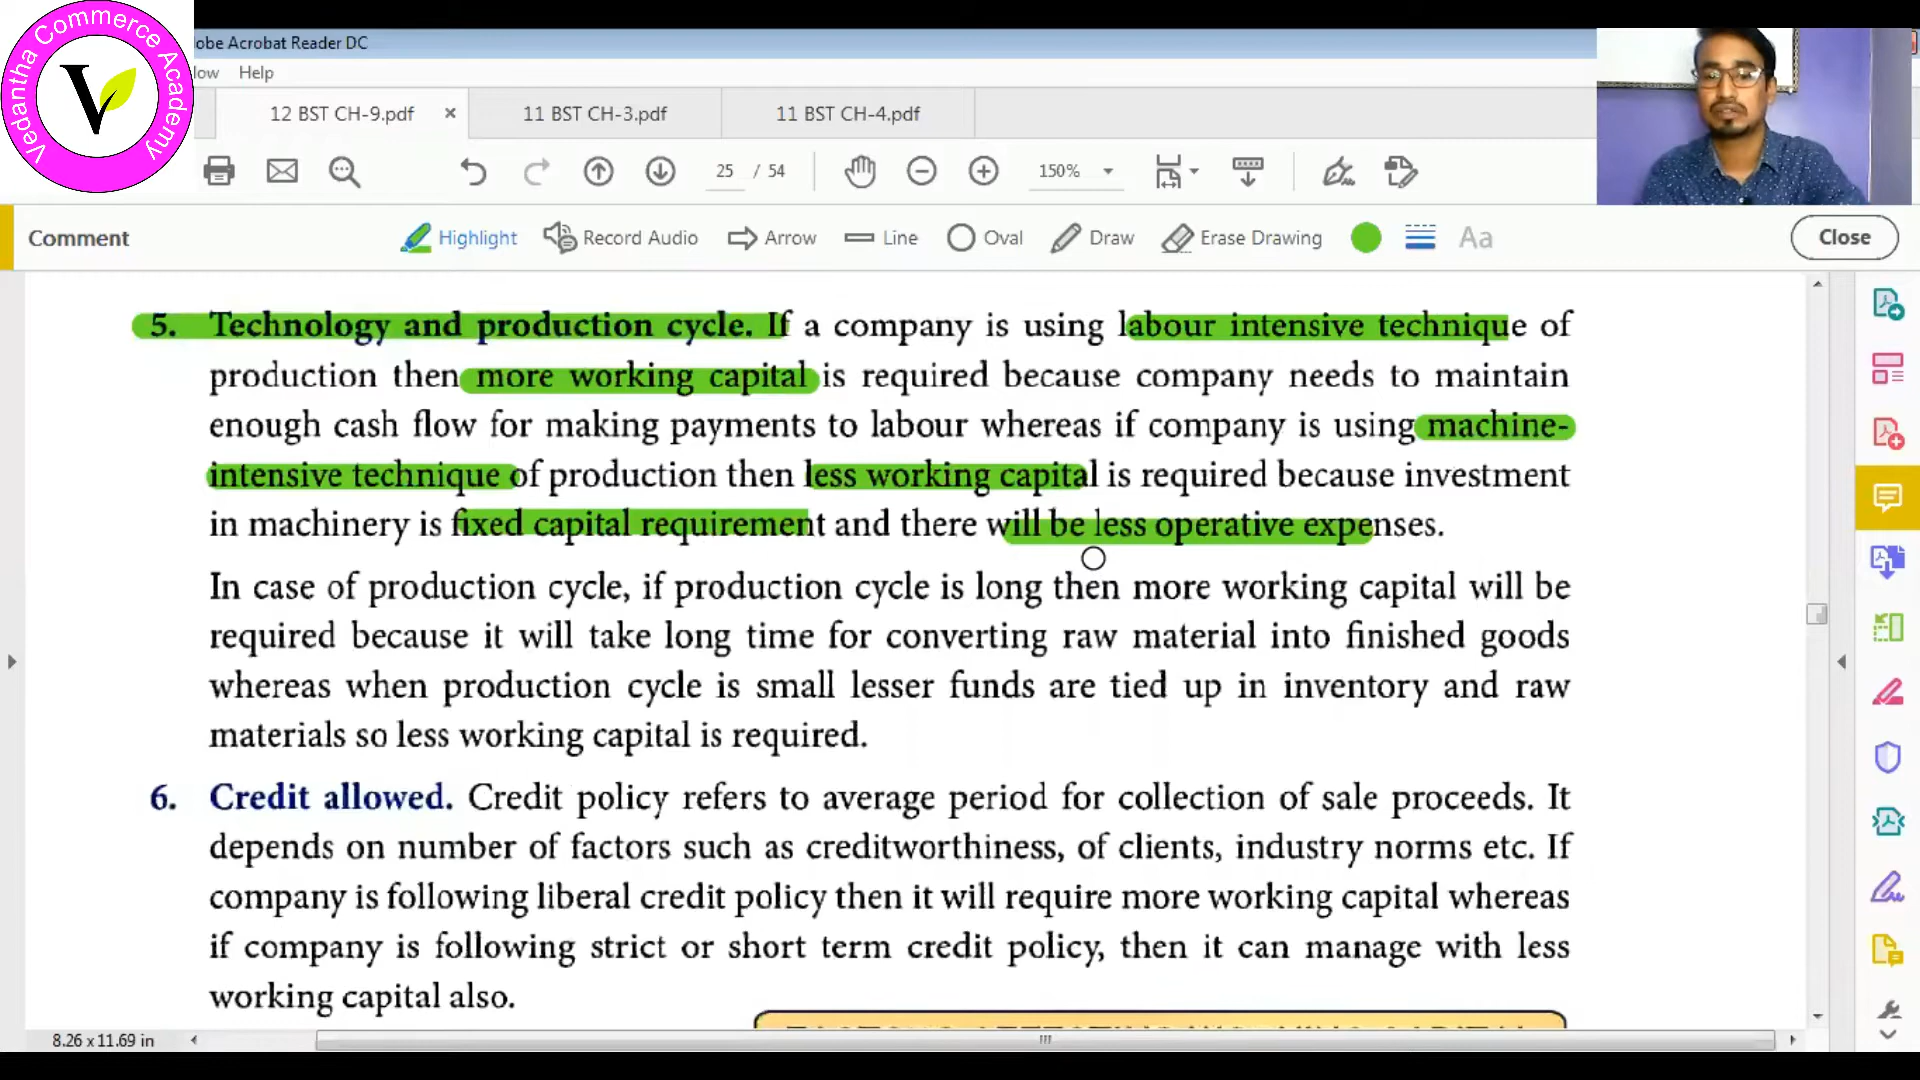 Vedantha Commerce Academy
V
obe Acrobat Reader DC
low Help
12 BST CH-9.pdf × 11 BST CH-3.pdf 11 BST CH-4.pdf
25 / 54 150%
Comment Highlight Record Audio Arrow Line Oval Draw Erase Drawing Aa Close
5. Technology and production cycle. If a company is using labour intensive technique of
production then more working capital is required because company needs to maintain
enough cash flow for making payments to labour whereas if company is using machine-
intensive technique of production then less working capital is required because investment
in machinery is fixed capital requirement and there will be less operative expenses.
In case of production cycle, if production cycle is long then more working capital will be
required because it will take long time for converting raw material into finished goods
whereas when production cycle is small lesser funds are tied up in inventory and raw
materials so less working capital is required.
6. Credit allowed. Credit policy refers to average period for collection of sale proceeds. It
depends on number of factors such as creditworthiness, of clients, industry norms etc. If
company is following liberal credit policy then it will require more working capital whereas
if company is following strict or short term credit policy, then it can manage with less
working capital also.
8.26 x 11.69 in